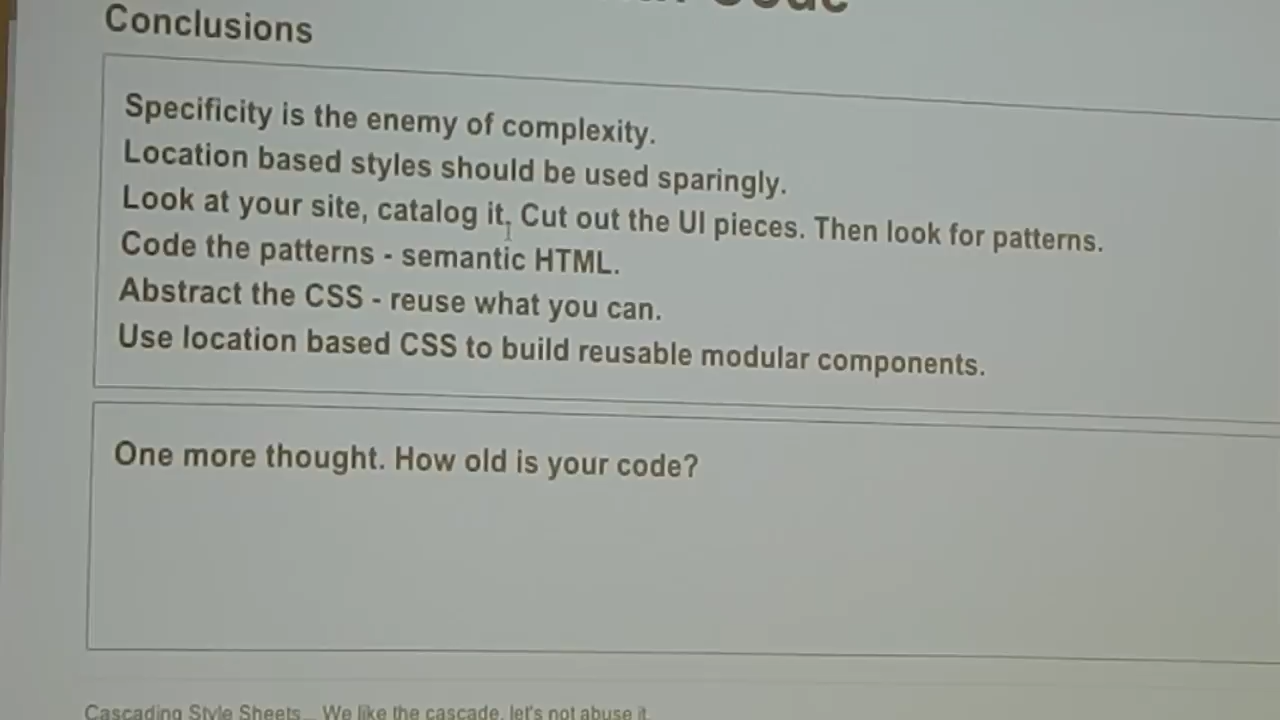 Code
Conclusions
Specificity is the enemy of complexity.
Location based styles should be used sparingly.
Look at your site, catalog it. Cut out the UI pieces. Then look for patterns.
Code the patterns - semantic HTML.
Abstract the CSS - reuse what you can.
Use location based CSS to build reusable modular components.
One more thought. How old is your code?
Cascading Style Sheets... We like the cascade, let's not abuse it.